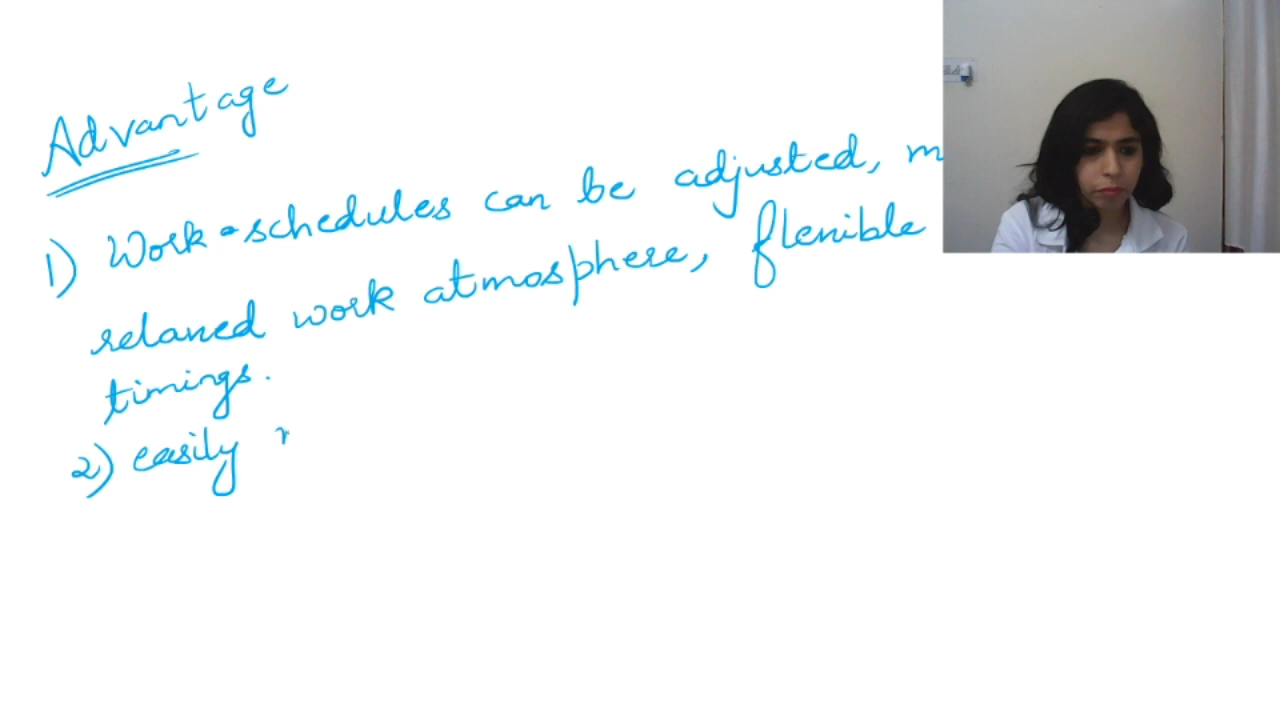 Advantage
1) Work-schedules can be adjusted, m
relaxed work atmosphere, flexible
timings.
2) easily